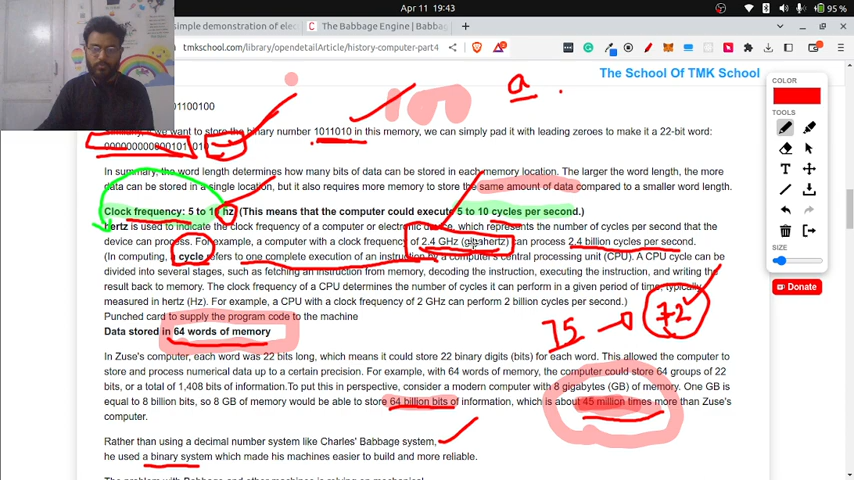 Apr 11 19:43
95 %
simple demonstration of elec
The Babbage Engine | Babbag
tmkschool.com/library/opendetailArticle/history-computer-part4
The School Of TMK School
01100100
a
100
if we want to store the binary number 1011010 in this memory, we can simply pad it with leading zeroes to make it a 22-bit word:
In summary, the word length determines how many bits of data can be stored in each memory location. The larger the word length, the more
data can be stored in a single location, but it also requires more memory to store the same amount of data compared to a smaller word length.
Clock frequency: 5 to 10 hz (This means that the computer could execute 5 to 10 cycles per second.)
Hertz is used to indicate the clock frequency of a computer or electronic device, which represents the number of cycles per second that the
device can process. For example, a computer with a clock frequency of 2.4 GHz (gigahertz) can process 2.4 billion cycles per second.
(In computing, a cycle refers to one complete execution of an instruction by a computer's central processing unit (CPU). A CPU cycle can be
divided into several stages, such as fetching an instruction from memory, decoding the instruction, executing the instruction, and writing the
result back to memory. The clock frequency of a CPU determines the number of cycles it can perform in a given period of time, typically
measured in hertz (Hz). For example, a CPU with a clock frequency of 2 GHz can perform 2 billion cycles per second.)
Punched card to supply the program code to the machine
Data stored in 64 words of memory
72
In Zuse's computer, each word was 22 bits long, which means it could store 22 binary digits (bits) for each word. This allowed the computer to
store and process numerical data up to a certain precision. For example, with 64 words of memory, the computer could store 64 groups of 22
bits, or a total of 1,408 bits of information.To put this in perspective, consider a modern computer with 8 gigabytes (GB) of memory. One GB is
equal to 8 billion bits, so 8 GB of memory would be able to store 64 billion bits of information, which is about 45 million times more than Zuse's
computer.
Rather than using a decimal number system like Charles' Babbage system,
he used a binary system which made his machines easier to build and more reliable.
The problem with Babbage and other machines is relying on mechanical
COLOR
TOOLS
T
SIZE
Donate